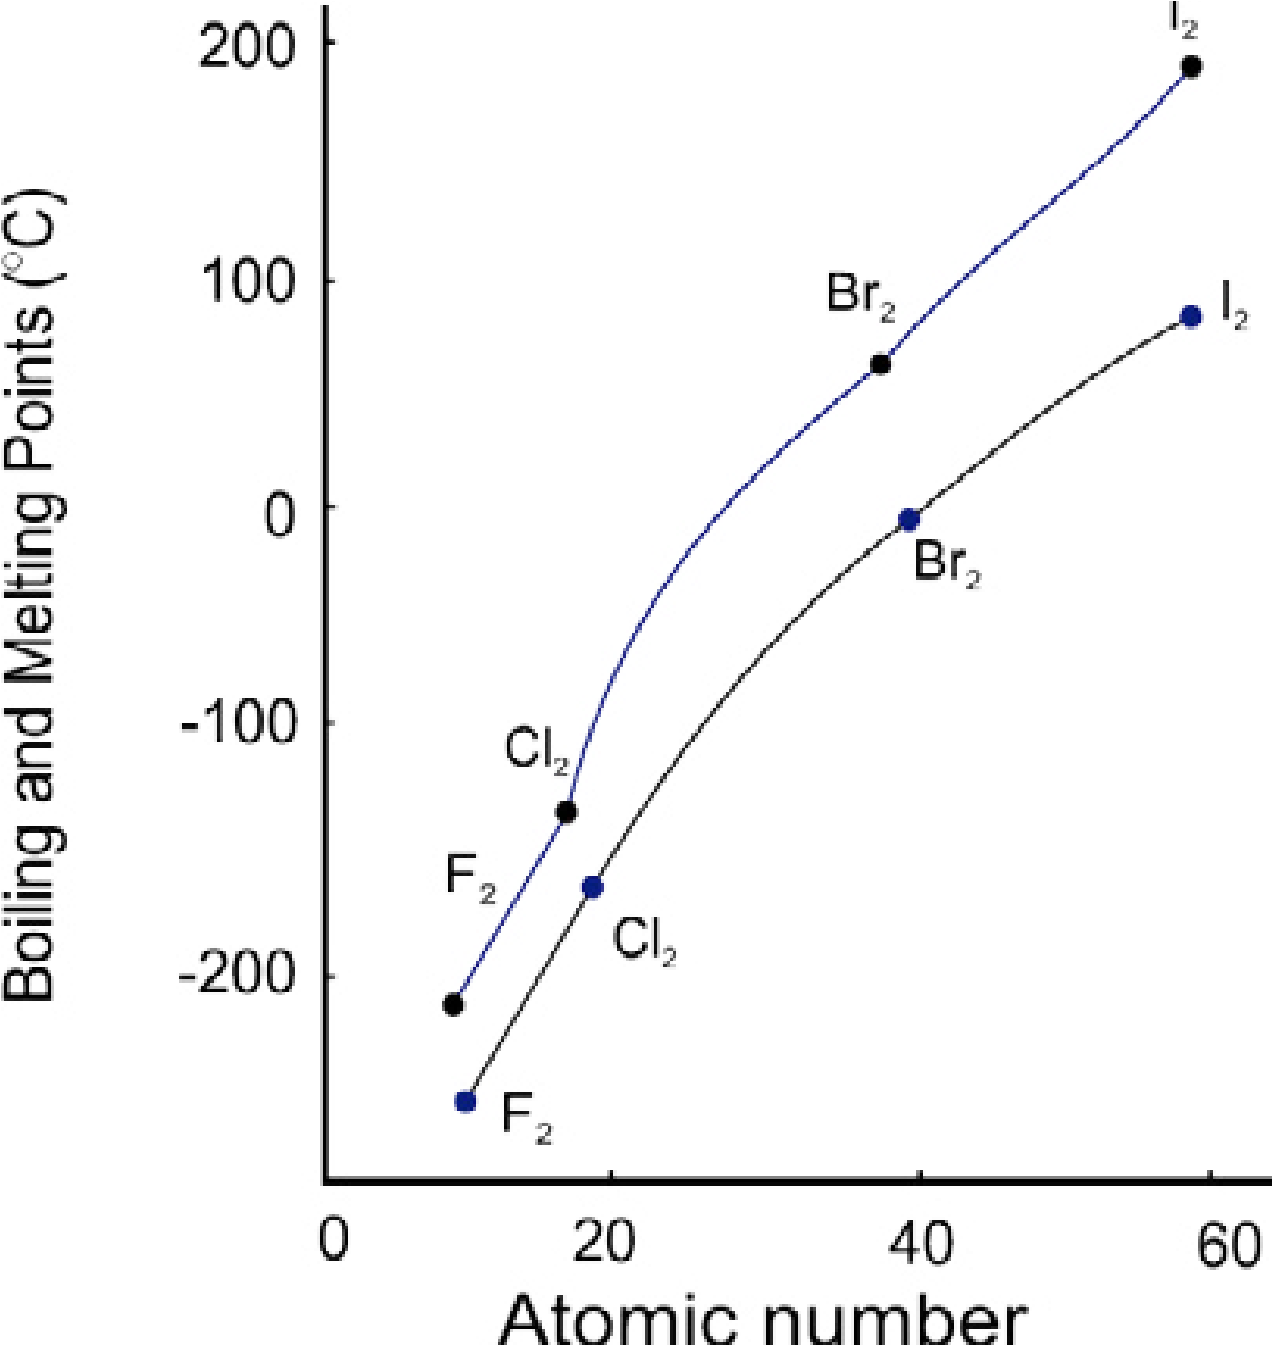 I₂
200
Boiling and Melting Points (°C)
100
Br₂
I₂
0
Br₂
-100
Cl₂
F₂
Cl₂
-200
F₂
0 20 40 60
Atomic number